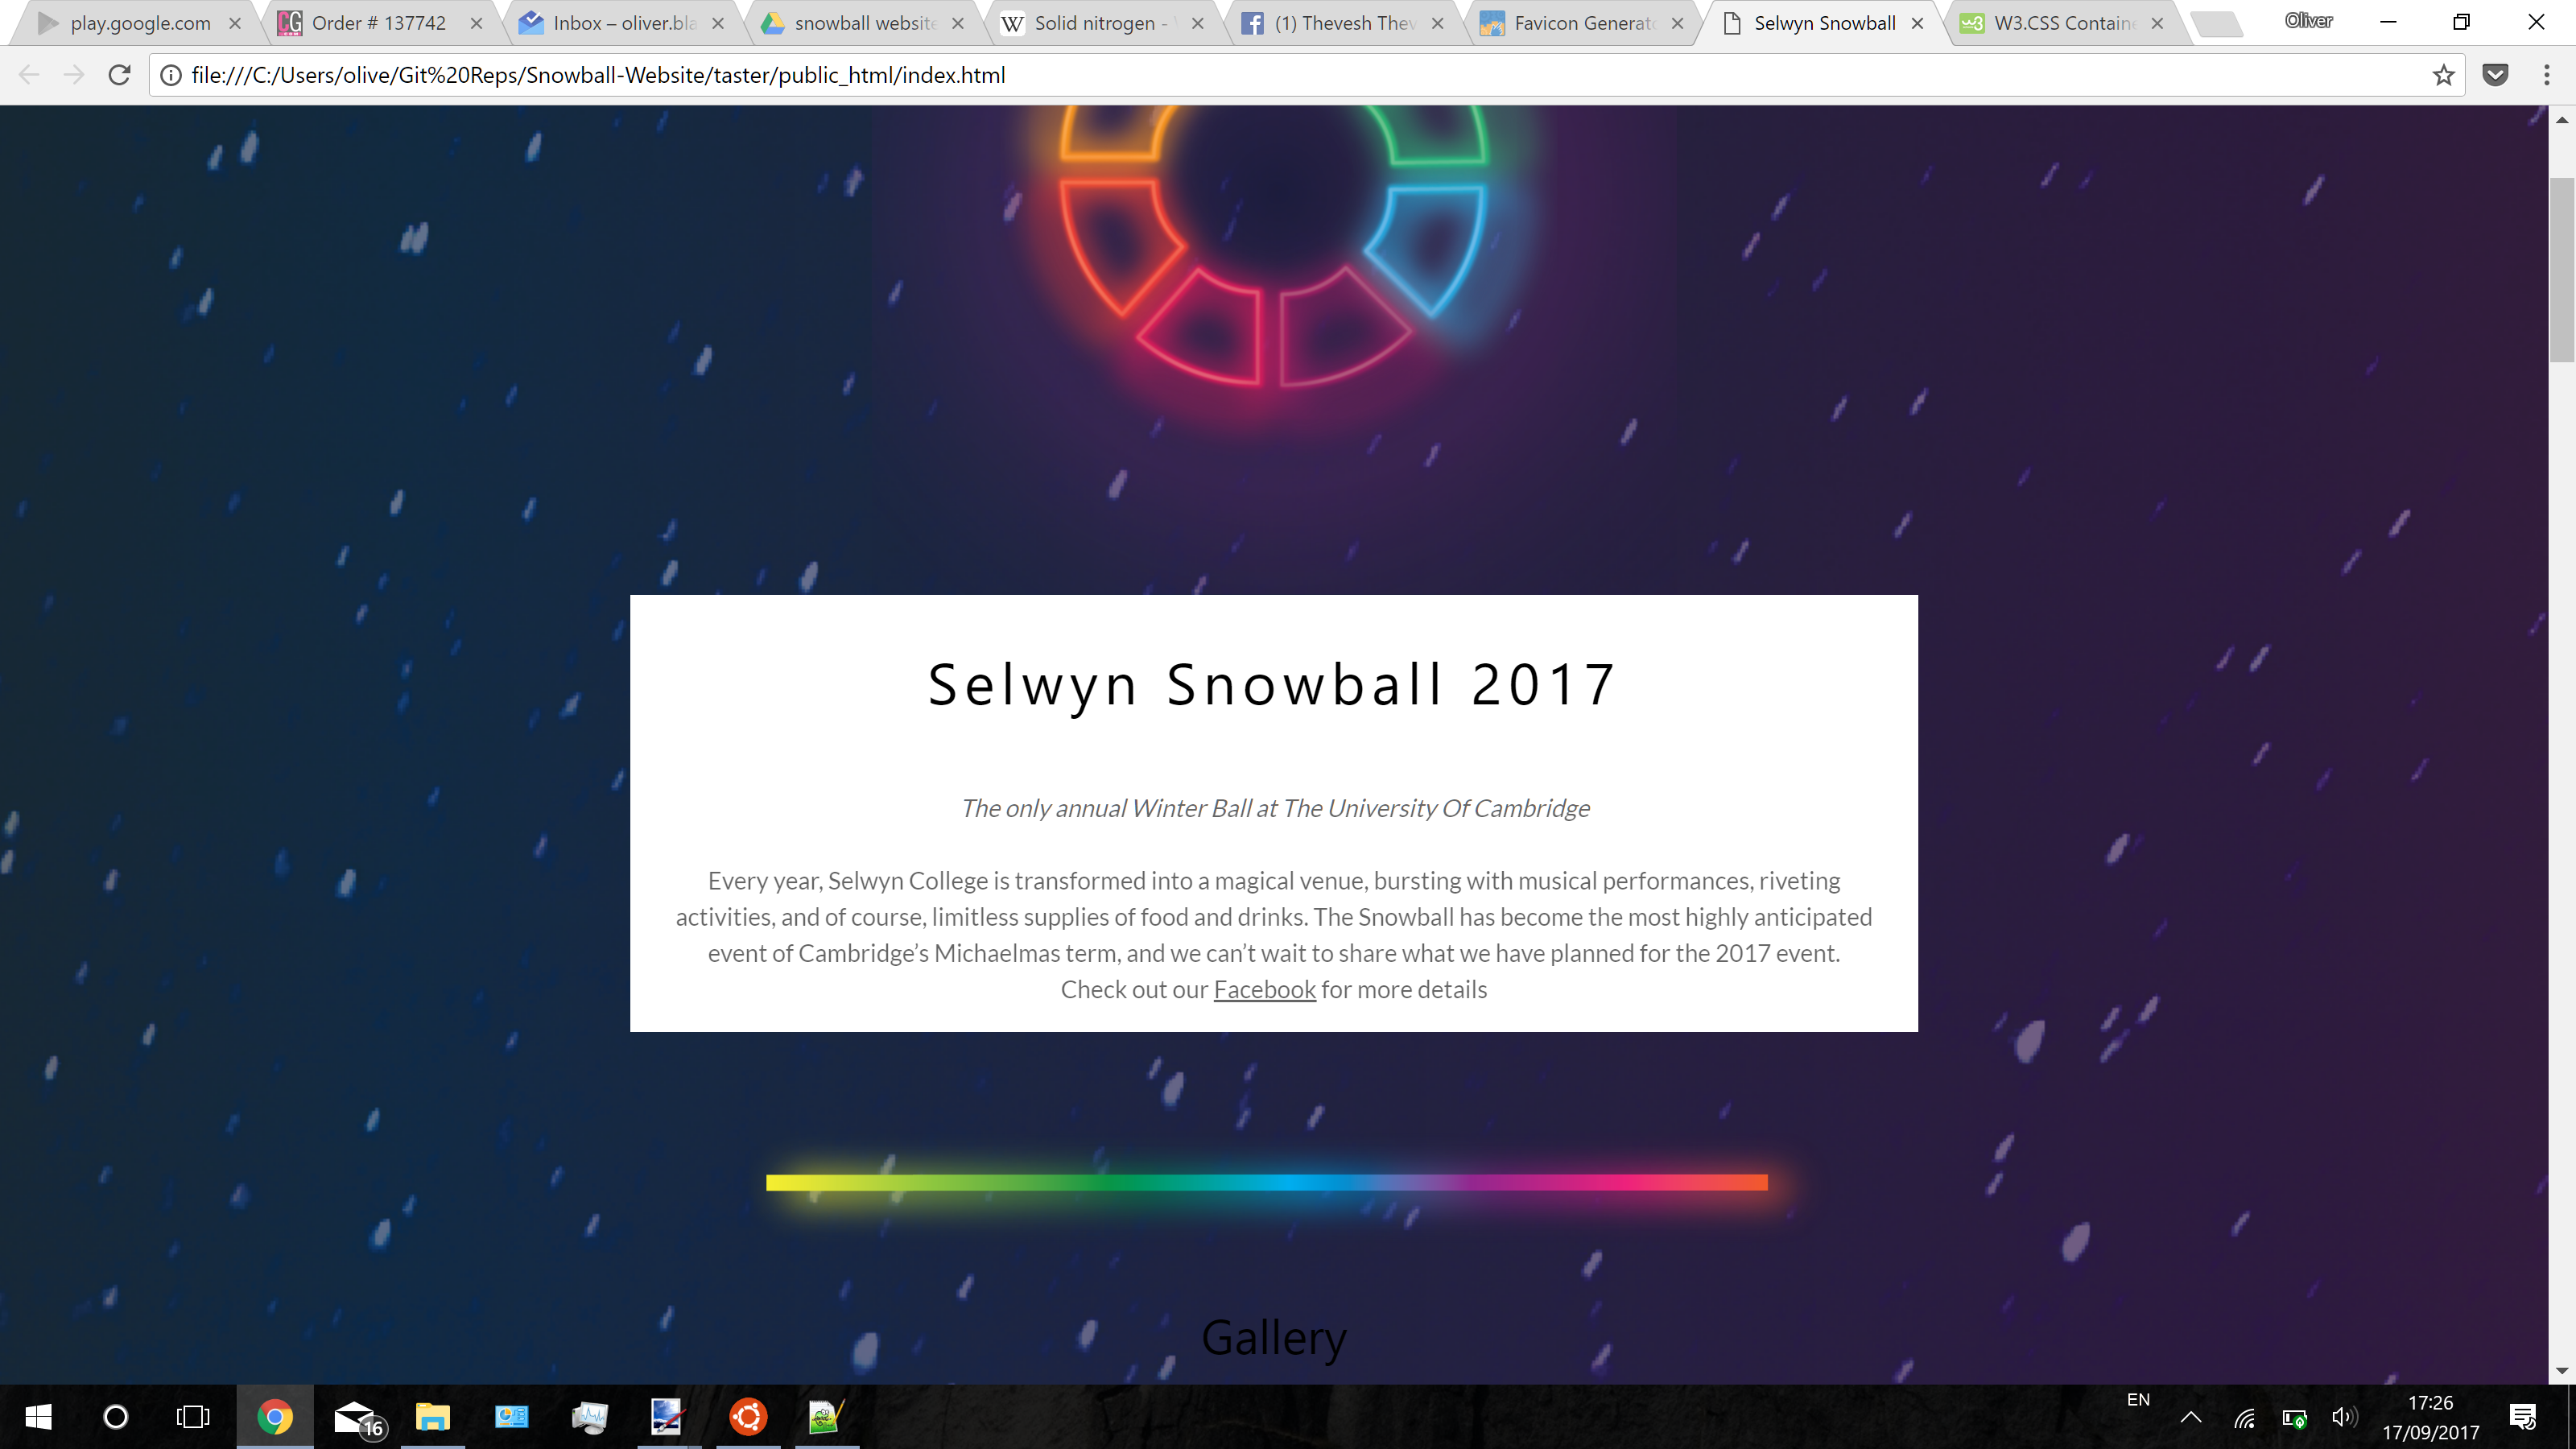 play.google.com
Order # 137742
Inbox – oliver.bla
snowball website
Solid nitrogen -
(1) Thevesh Thev
Favicon Generato
Selwyn Snowball
W3.CSS Containe
Oliver
file:///C:/Users/olive/Git%20Reps/Snowball-Website/taster/public_html/index.html
Selwyn Snowball 2017
The only annual Winter Ball at The University Of Cambridge
Every year, Selwyn College is transformed into a magical venue, bursting with musical performances, riveting
activities, and of course, limitless supplies of food and drinks. The Snowball has become the most highly anticipated
event of Cambridge’s Michaelmas term, and we can’t wait to share what we have planned for the 2017 event.
Check out our Facebook for more details
Gallery
16
EN
17:26
17/09/2017